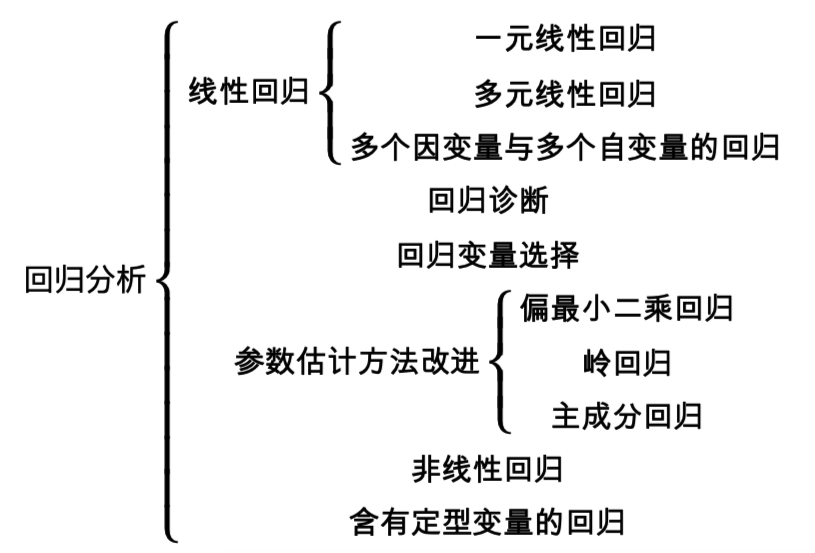 回归分析
线性回归
一元线性回归
多元线性回归
多个因变量与多个自变量的回归
回归诊断
回归变量选择
参数估计方法改进
偏最小二乘回归
岭回归
主成分回归
非线性回归
含有定型变量的回归